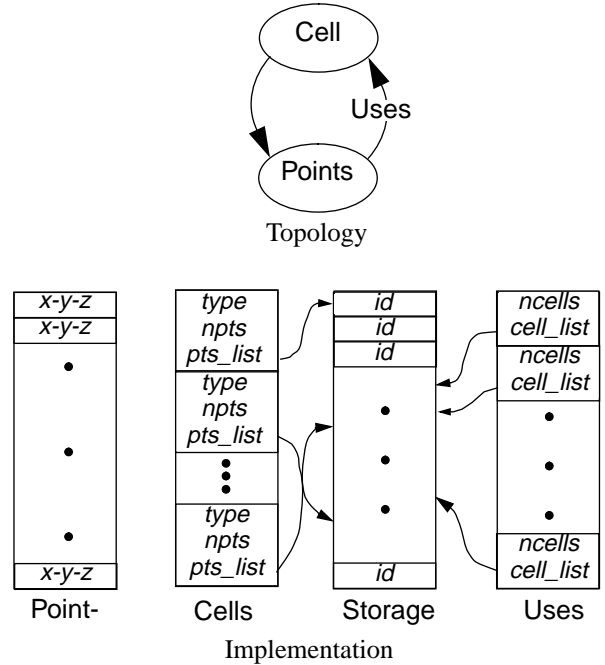 Cell
Uses
Points
Topology
x-y-z
x-y-z
x-y-z
Point-
type
npts
pts_list
type
npts
pts_list
type
npts
pts_list
Cells
id
id
id
id
Storage
ncells
cell_list
ncells
cell_list
ncells
cell_list
Uses
Implementation